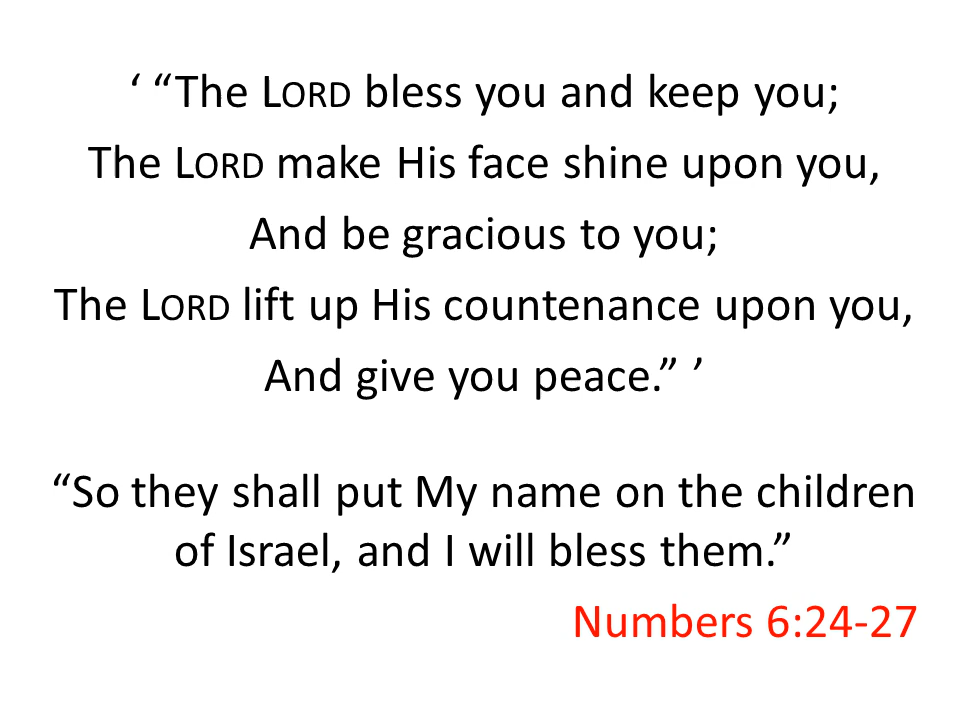 ‘ “The LORD bless you and keep you;
The LORD make His face shine upon you,
And be gracious to you;
The LORD lift up His countenance upon you,
And give you peace.” ’
“So they shall put My name on the children
of Israel, and I will bless them.”
Numbers 6:24-27